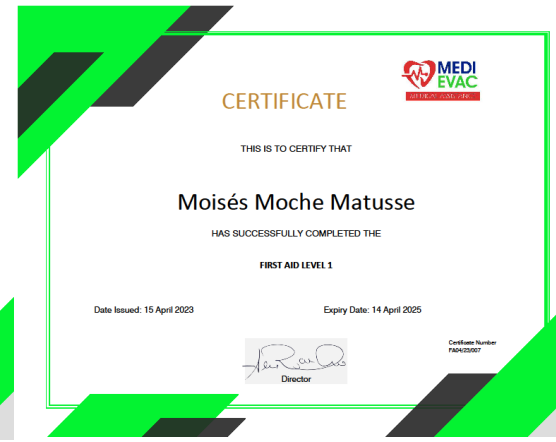 MEDI
EVAC
CERTIFICATE
THIS IS TO CERTIFY THAT
Moisés Moche Matusse
HAS SUCCESSFULLY COMPLETED THE
FIRST AID LEVEL 1
Date Issued: 15 April 2023
Expiry Date: 14 April 2025
Certificate Number
FA04/23/007
Director